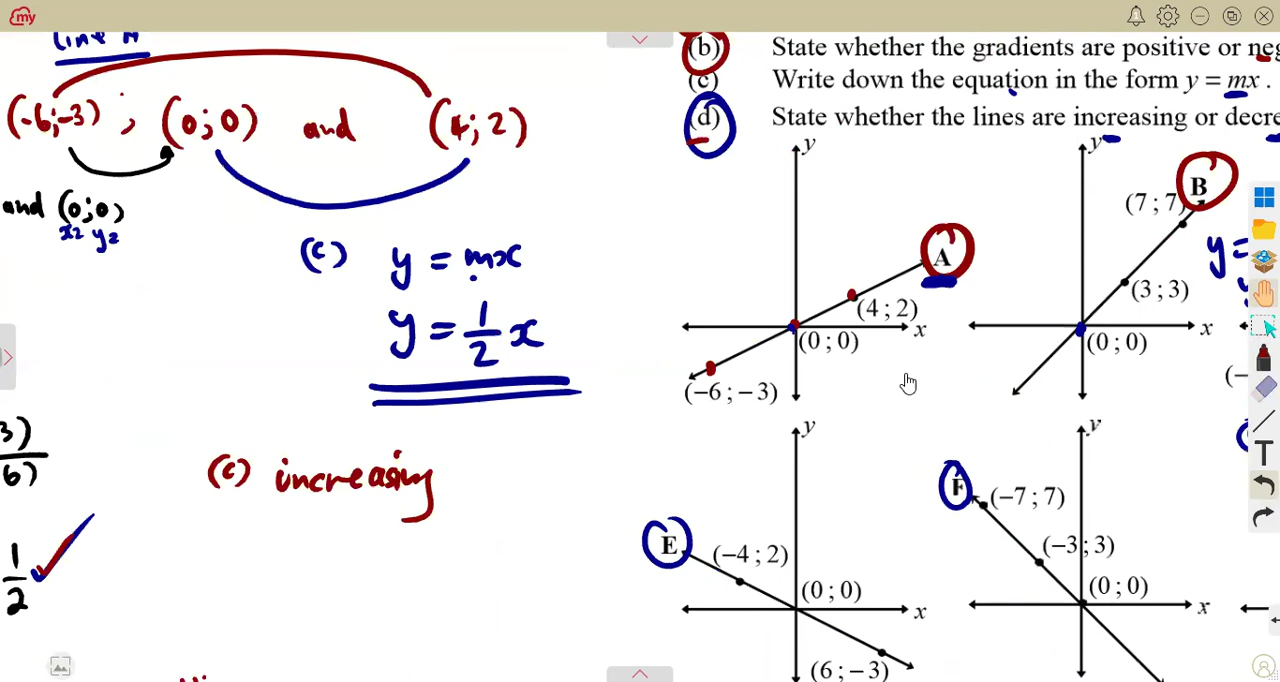 my
line A
(-6;-3) ; (0;0) and (4;2)
and (0;0)
x2 y2
(c) y = mx
y = 1/2 x
3)
6)
(c) increasing
1/2
(b) State whether the gradients are positive or neg
(c) Write down the equation in the form y = mx .
(d) State whether the lines are increasing or decre
y
A
(4 ; 2)
x
(0 ; 0)
(−6 ; −3)
y
B
(7 ; 7)
(3 ; 3)
x
(0 ; 0)
y =
(−
y
E
(−4 ; 2)
(0 ; 0)
x
(6 ; −3)
y
F
(−7 ; 7)
(−3 ; 3)
(0 ; 0)
x
T